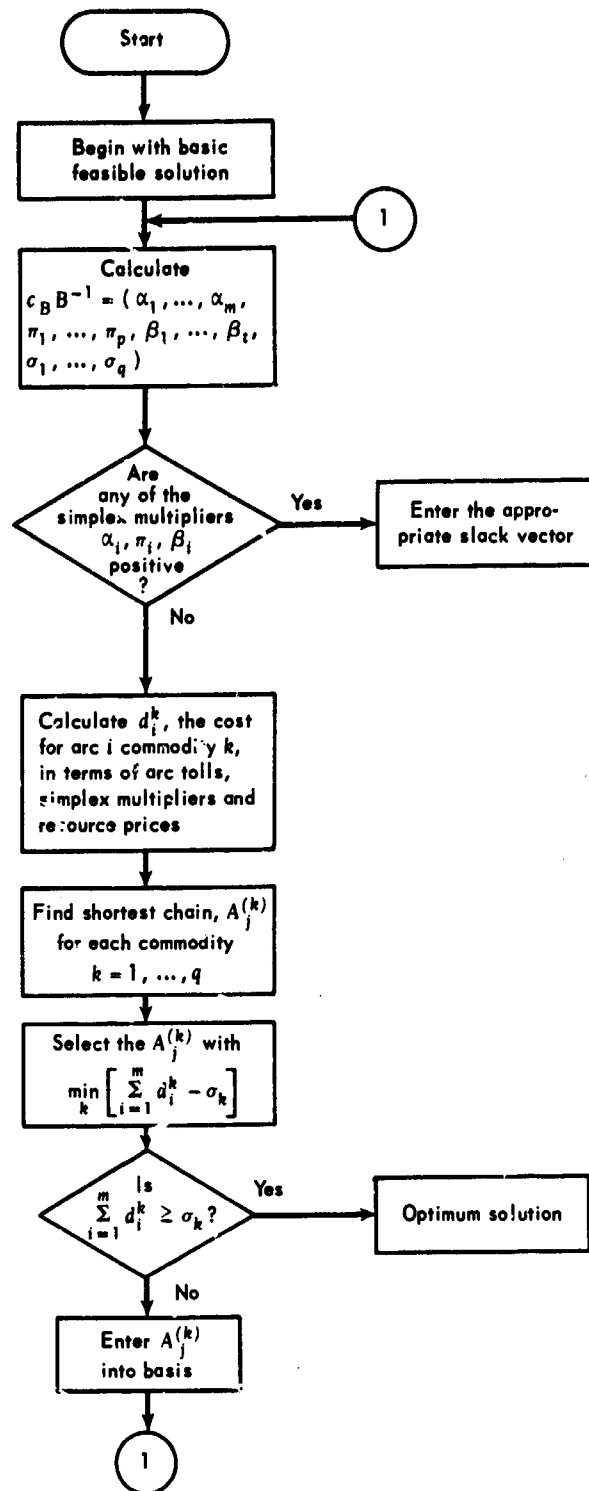 Start
Begin with basic
feasible solution
1
Calculate
c_B B^{-1} = ( α_1, ..., α_m,
π_1, ..., π_p, β_1, ..., β_t,
σ_1, ..., σ_q )
Are
any of the
simplex multipliers
α_i, π_i, β_i
positive
?
Yes
Enter the appro-
priate slack vector
No
Calculate d_i^k, the cost
for arc i commodity k,
in terms of arc tolls,
simplex multipliers and
resource prices
Find shortest chain, A_j^{(k)}
for each commodity
k = 1, ..., q
Select the A_j^{(k)} with
min_k [ Σ_{i=1}^m d_i^k − σ_k ]
Is
Σ_{i=1}^m d_i^k ≥ σ_k?
Yes
Optimum solution
No
Enter A_j^{(k)}
into basis
1